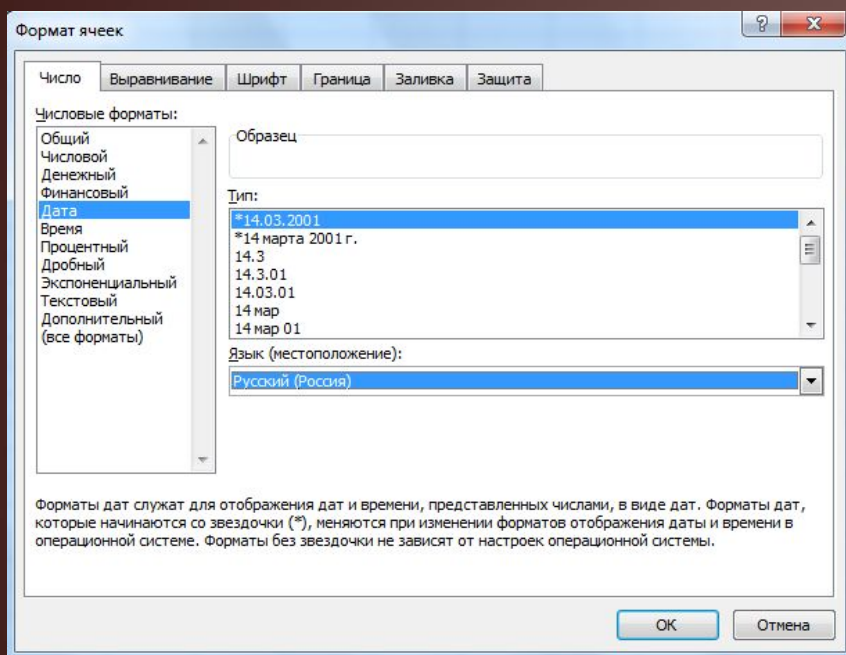 Формат ячеек
Число
Выравнивание
Шрифт
Граница
Заливка
Защита
Числовые форматы:
Общий
Числовой
Денежный
Финансовый
Дата
Время
Процентный
Дробный
Экспоненциальный
Текстовый
Дополнительный
(все форматы)
Образец
Тип:
*14.03.2001
*14 марта 2001 г.
14.3
14.3.01
14.03.01
14 мар
14 мар 01
Язык (местоположение):
Русский (Россия)
Форматы дат служат для отображения дат и времени, представленных числами, в виде дат. Форматы дат,
которые начинаются со звездочки (*), меняются при изменении форматов отображения даты и времени в
операционной системе. Форматы без звездочки не зависят от настроек операционной системы.
ОК
Отмена